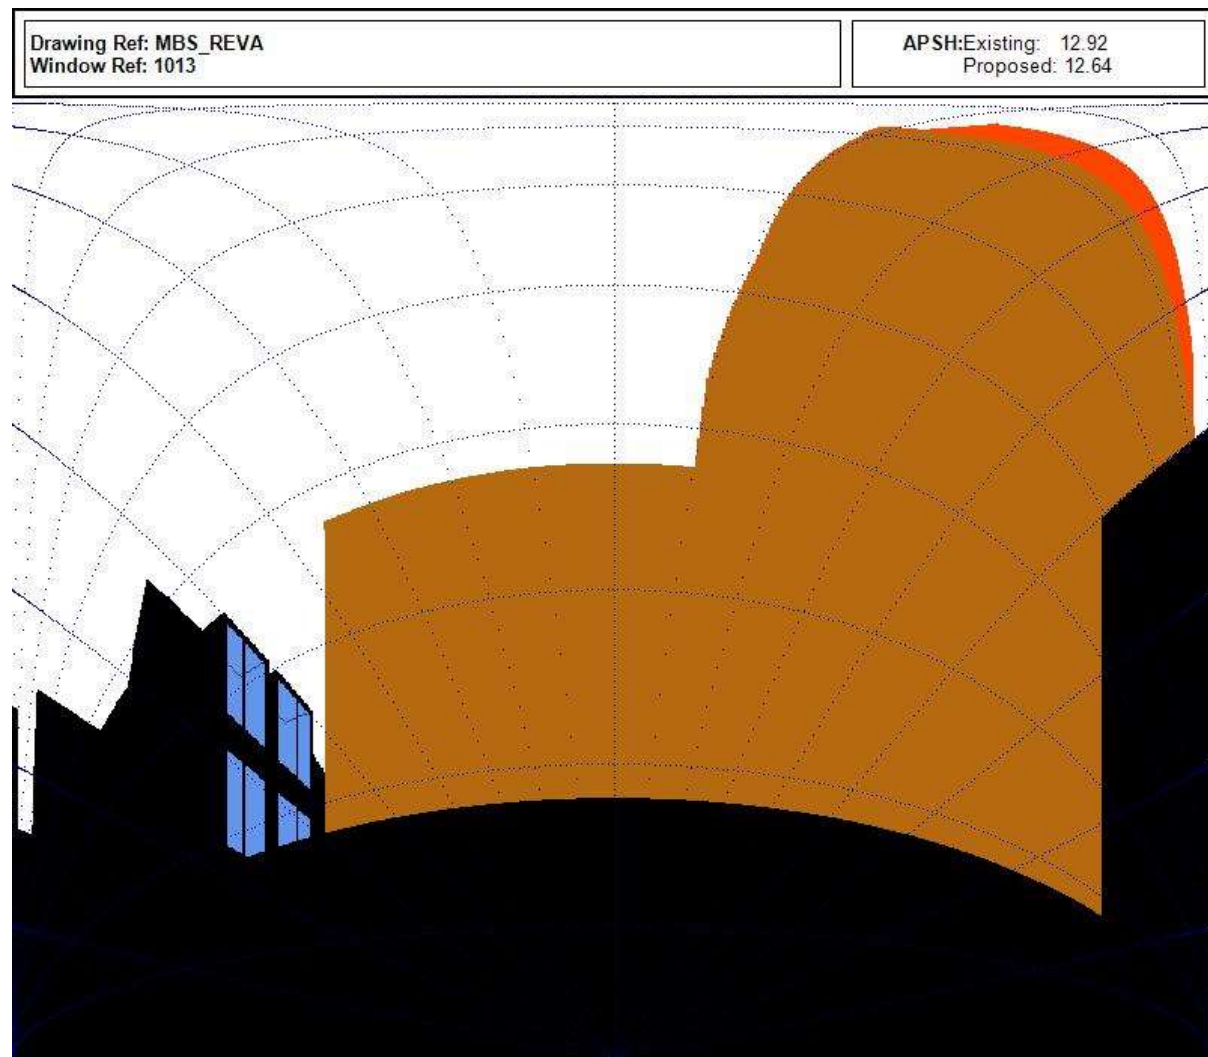 Drawing Ref: MBS_REVA
Window Ref: 1013
APSH:Existing: 12.92
Proposed: 12.64